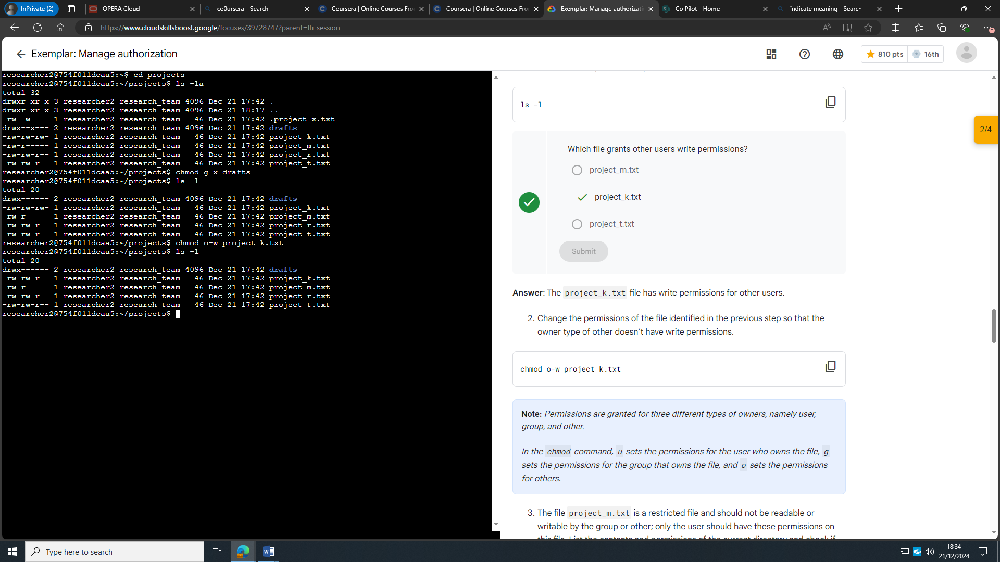 InPrivate (2)
OPERA Cloud
co0ursera - Search
Coursera | Online Courses Fro
Coursera | Online Courses Fro
Exemplar: Manage authorizati
Co Pilot - Home
indicate meaning - Search
https://www.cloudskillsboost.google/focuses/39728747?parent=lti_session
Exemplar: Manage authorization
810 pts
16th
researcher2@754f011dcaa5:~$ cd projects
researcher2@754f011dcaa5:~/projects$ ls -la
total 32
drwxr-xr-x 3 researcher2 research_team 4096 Dec 21 17:42 .
drwxr-xr-x 3 researcher2 research_team 4096 Dec 21 18:17 ..
-rw--w---- 1 researcher2 research_team   46 Dec 21 17:42 .project_x.txt
drwx--x--- 2 researcher2 research_team 4096 Dec 21 17:42 drafts
-rw-rw-rw- 1 researcher2 research_team   46 Dec 21 17:42 project_k.txt
-rw-r----- 1 researcher2 research_team   46 Dec 21 17:42 project_m.txt
-rw-rw-r-- 1 researcher2 research_team   46 Dec 21 17:42 project_r.txt
-rw-rw-r-- 1 researcher2 research_team   46 Dec 21 17:42 project_t.txt
researcher2@754f011dcaa5:~/projects$ chmod g-x drafts
researcher2@754f011dcaa5:~/projects$ ls -l
total 20
drwx------ 2 researcher2 research_team 4096 Dec 21 17:42 drafts
-rw-rw-rw- 1 researcher2 research_team   46 Dec 21 17:42 project_k.txt
-rw-r----- 1 researcher2 research_team   46 Dec 21 17:42 project_m.txt
-rw-rw-r-- 1 researcher2 research_team   46 Dec 21 17:42 project_r.txt
-rw-rw-r-- 1 researcher2 research_team   46 Dec 21 17:42 project_t.txt
researcher2@754f011dcaa5:~/projects$ chmod o-w project_k.txt
researcher2@754f011dcaa5:~/projects$ ls -l
total 20
drwx------ 2 researcher2 research_team 4096 Dec 21 17:42 drafts
-rw-rw-r-- 1 researcher2 research_team   46 Dec 21 17:42 project_k.txt
-rw-r----- 1 researcher2 research_team   46 Dec 21 17:42 project_m.txt
-rw-rw-r-- 1 researcher2 research_team   46 Dec 21 17:42 project_r.txt
-rw-rw-r-- 1 researcher2 research_team   46 Dec 21 17:42 project_t.txt
researcher2@754f011dcaa5:~/projects$
ls -l
2/4
Which file grants other users write permissions?
project_m.txt
project_k.txt
project_t.txt
Submit
Answer: The project_k.txt file has write permissions for other users.
2. Change the permissions of the file identified in the previous step so that the
owner type of other doesn’t have write permissions.
chmod o-w project_k.txt
Note: Permissions are granted for three different types of owners, namely user,
group, and other.
In the chmod command, u sets the permissions for the user who owns the file, g
sets the permissions for the group that owns the file, and o sets the permissions
for others.
3. The file project_m.txt is a restricted file and should not be readable or
writable by the group or other; only the user should have these permissions on
this file. List the contents and permissions of the current directory and check if
Type here to search
18:34
21/12/2024